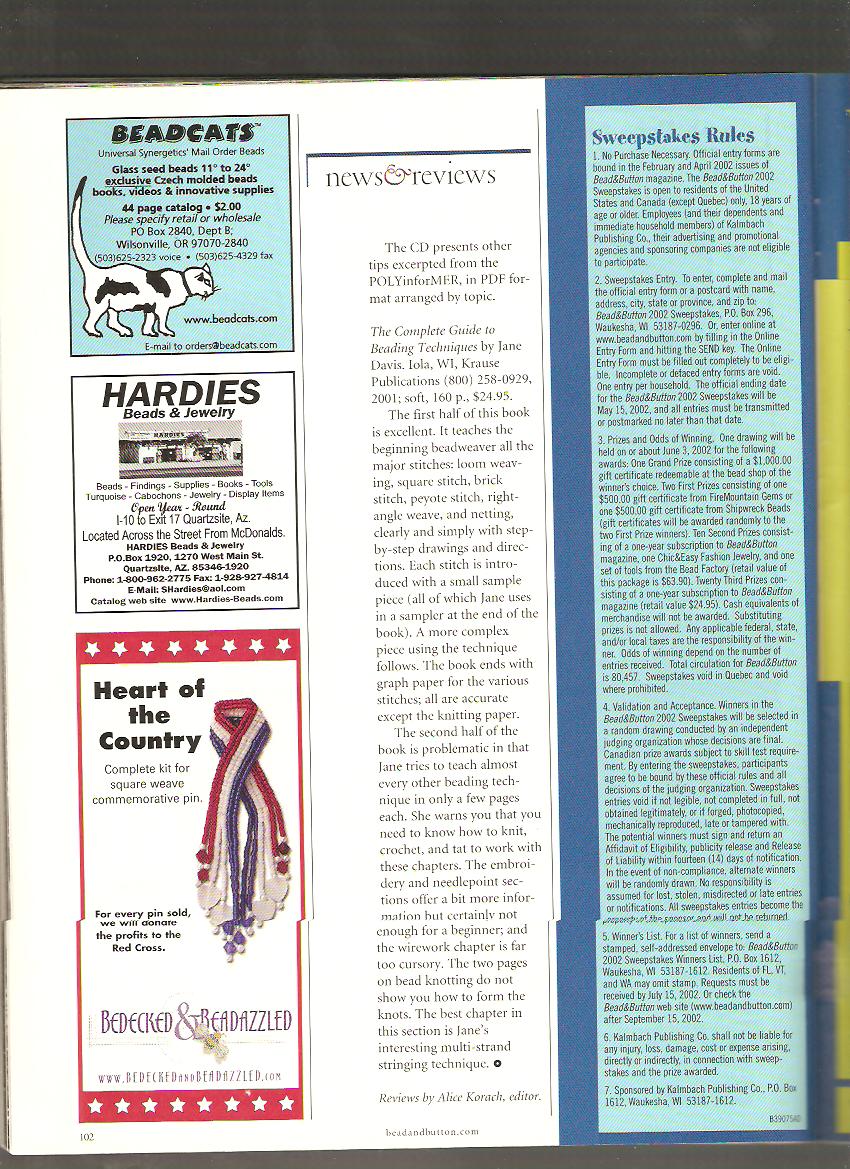 BEADCATS™
Universal Synergetics' Mail Order Beads
Glass seed beads 11° to 24°
exclusive Czech molded beads
books, videos & innovative supplies
44 page catalog • $2.00
Please specify retail or wholesale
PO Box 2840, Dept B;
Wilsonville, OR 97070-2840
(503)625-2323 voice • (503)625-4329 fax
www.beadcats.com
E-mail to orders@beadcats.com
HARDIES
Beads & Jewelry
HARDIES
Beads - Findings - Supplies - Books - Tools
Turquoise - Cabochons - Jewelry - Display Items
Open Year - Round
I-10 to Exit 17 Quartzsite, Az.
Located Across the Street From McDonalds.
HARDIES Beads & Jewelry
P.O.Box 1920, 1270 West Main St.
Quartzsite, AZ. 85346-1920
Phone: 1-800-962-2775 Fax: 1-928-927-4814
E-Mail: SHardies@aol.com
Catalog web site www.Hardies-Beads.com
Heart of
the
Country
Complete kit for
square weave
commemorative pin.
For every pin sold,
we will donate
the profits to the
Red Cross.
BEDECKED & BEADAZZLED
WWW.BEDECKEDANDBEADAZZLED.COM
102
news&reviews
The CD presents other
tips excerpted from the
POLYinforMER, in PDF for-
mat arranged by topic.
The Complete Guide to
Beading Techniques by Jane
Davis. Iola, WI, Krause
Publications (800) 258-0929,
2001; soft, 160 p., $24.95.
The first half of this book
is excellent. It teaches the
beginning beadweaver all the
major stitches: loom weav-
ing, square stitch, brick
stitch, peyote stitch, right-
angle weave, and netting,
clearly and simply with step-
by-step drawings and direc-
tions. Each stitch is intro-
duced with a small sample
piece (all of which Jane uses
in a sampler at the end of the
book). A more complex
piece using the technique
follows. The book ends with
graph paper for the various
stitches; all are accurate
except the knitting paper.
The second half of the
book is problematic in that
Jane tries to teach almost
every other beading tech-
nique in only a few pages
each. She warns you that you
need to know how to knit,
crochet, and tat to work with
these chapters. The embroi-
dery and needlepoint sec-
tions offer a bit more infor-
mation but certainly not
enough for a beginner; and
the wirework chapter is far
too cursory. The two pages
on bead knotting do not
show you how to form the
knots. The best chapter in
this section is Jane's
interesting multi-strand
stringing technique.
Reviews by Alice Korach, editor.
beadandbutton.com
Sweepstakes Rules
1. No Purchase Necessary. Official entry forms are
bound in the February and April 2002 issues of
Bead&Button magazine. The Bead&Button 2002
Sweepstakes is open to residents of the United
States and Canada (except Quebec) only, 18 years of
age or older. Employees (and their dependents and
immediate household members) of Kalmbach
Publishing Co., their advertising and promotional
agencies and sponsoring companies are not eligible
to participate.
2. Sweepstakes Entry. To enter, complete and mail
the official entry form or a postcard with name,
address, city, state or province, and zip to:
Bead&Button 2002 Sweepstakes, P.O. Box 296,
Waukesha, WI 53187-0296. Or, enter online at
www.beadandbutton.com by filling in the Online
Entry Form and hitting the SEND key. The Online
Entry Form must be filled out completely to be eligi-
ble. Incomplete or defaced entry forms are void.
One entry per household. The official ending date
for the Bead&Button 2002 Sweepstakes will be
May 15, 2002, and all entries must be transmitted
or postmarked no later than that date.
3. Prizes and Odds of Winning. One drawing will be
held on or about June 3, 2002 for the following
awards: One Grand Prize consisting of a $1,000.00
gift certificate redeemable at the bead shop of the
winner's choice. Two First Prizes consisting of one
$500.00 gift certificate from FireMountain Gems or
one $500.00 gift certificate from Shipwreck Beads
(gift certificates will be awarded randomly to the
two First Prize winners). Ten Second Prizes consist-
ing of a one-year subscription to Bead&Button
magazine, one Chic&Easy Fashion Jewelry, and one
set of tools from the Bead Factory (retail value of
this package is $63.90). Twenty Third Prizes con-
sisting of a one-year subscription to Bead&Button
magazine (retail value $24.95). Cash equivalents of
merchandise will not be awarded. Substituting
prizes is not allowed. Any applicable federal, state,
and/or local taxes are the responsibility of the win-
ner. Odds of winning depend on the number of
entries received. Total circulation for Bead&Button
is 80,457. Sweepstakes void in Quebec and void
where prohibited.
4. Validation and Acceptance. Winners in the
Bead&Button 2002 Sweepstakes will be selected in
a random drawing conducted by an independent
judging organization whose decisions are final.
Canadian prize awards subject to skill test require-
ment. By entering the sweepstakes, participants
agree to be bound by these official rules and all
decisions of the judging organization. Sweepstakes
entries void if not legible, not completed in full, not
obtained legitimately, or if forged, photocopied,
mechanically reproduced, late or tampered with.
The potential winners must sign and return an
Affidavit of Eligibility, publicity release and Release
of Liability within fourteen (14) days of notification.
In the event of non-compliance, alternate winners
will be randomly drawn. No responsibility is
assumed for lost, stolen, misdirected or late entries
or notifications. All sweepstakes entries become the
property of the sponsor and will not be returned.
5. Winner's List. For a list of winners, send a
stamped, self-addressed envelope to: Bead&Button
2002 Sweepstakes Winners List, P.O. Box 1612,
Waukesha, WI 53187-1612. Residents of FL, VT,
and WA may omit stamp. Requests must be
received by July 15, 2002. Or check the
Bead&Button web site (www.beadandbutton.com)
after September 15, 2002.
6. Kalmbach Publishing Co. shall not be liable for
any injury, loss, damage, cost or expense arising,
directly or indirectly, in connection with sweep-
stakes and the prize awarded.
7. Sponsored by Kalmbach Publishing Co., P.O. Box
1612, Waukesha, WI 53187-1612.